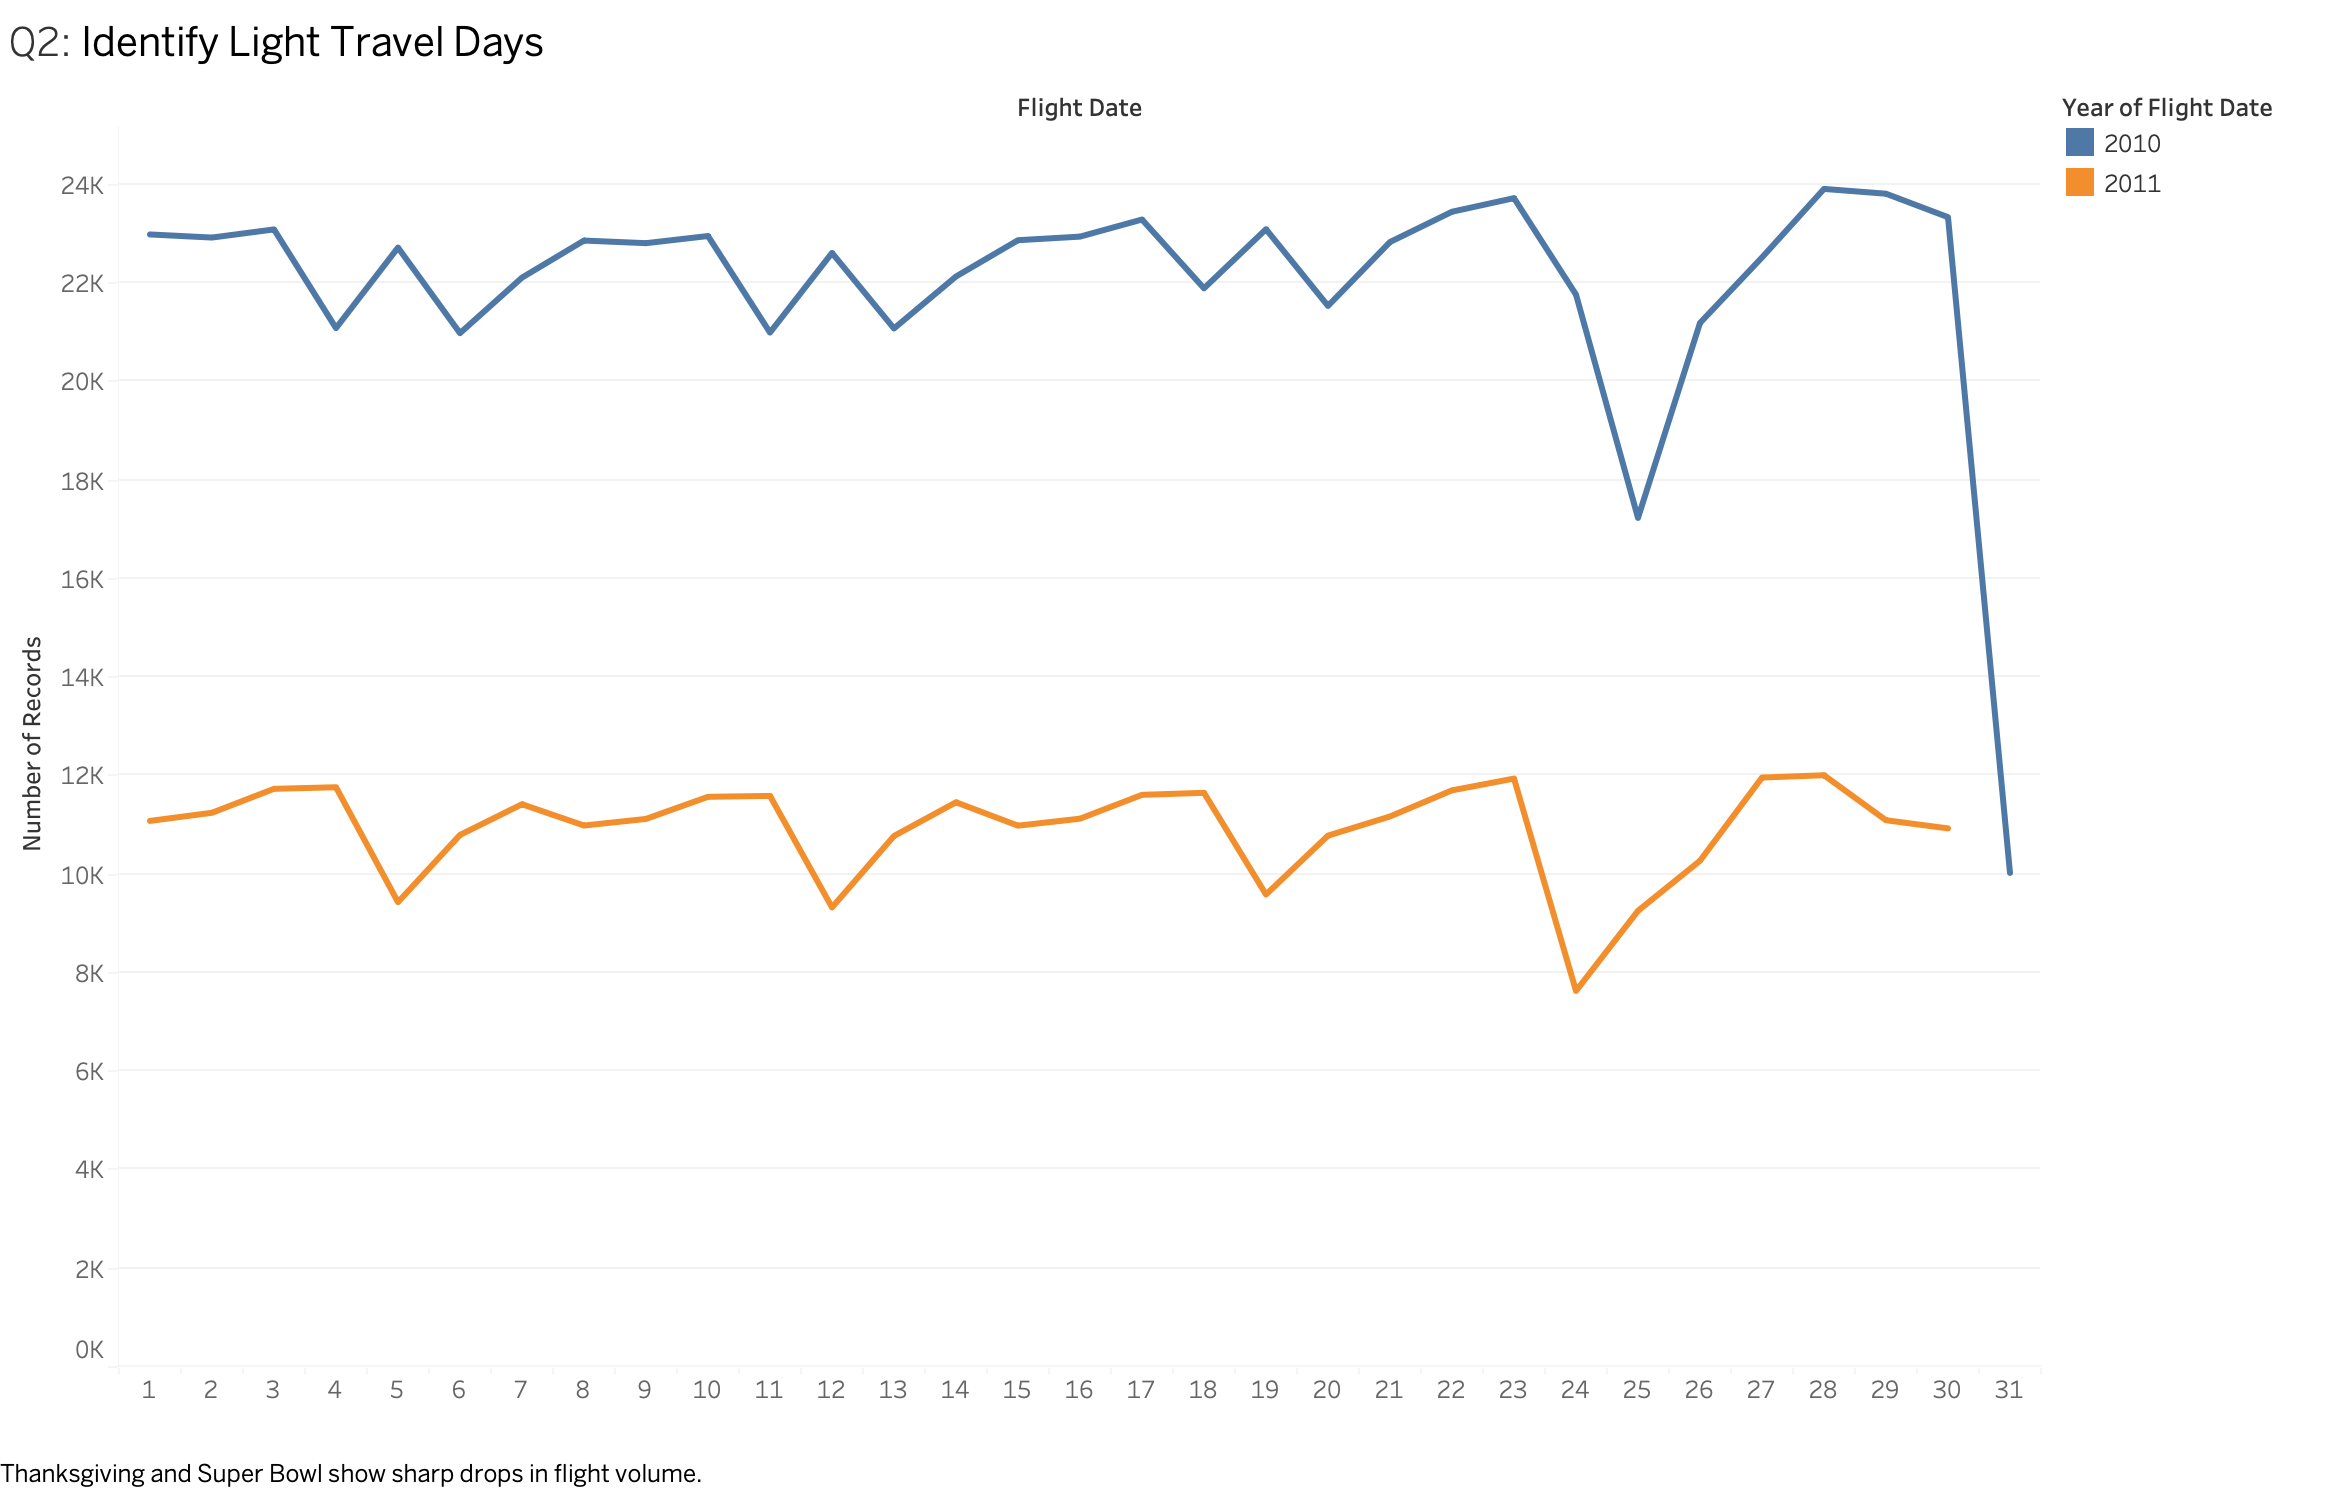 Q2: Identify Light Travel Days
Flight Date
Year of Flight Date
2010
2011
24K
22K
20K
18K
16K
14K
12K
10K
8K
6K
4K
2K
0K
Number of Records
1 2 3 4 5 6 7 8 9 10 11 12 13 14 15 16 17 18 19 20 21 22 23 24 25 26 27 28 29 30 31
Thanksgiving and Super Bowl show sharp drops in flight volume.